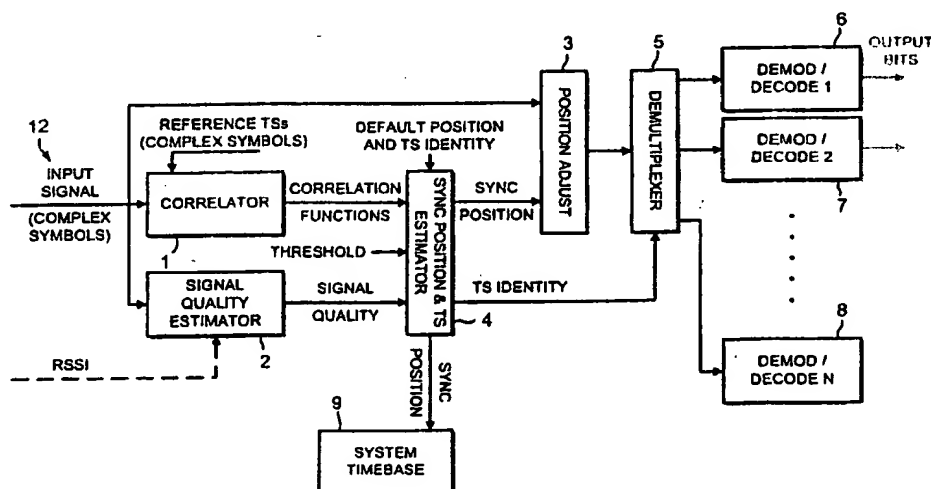 6
OUTPUT
BITS
3
5
DEMOD /
DECODE 1
12
REFERENCE TSs
(COMPLEX SYMBOLS)
DEFAULT POSITION
AND TS IDENTITY
POSITION ADJUST
DEMULTIPLEXER
DEMOD /
DECODE 2
7
INPUT
SIGNAL
(COMPLEX
SYMBOLS)
CORRELATOR
1
CORRELATION
FUNCTIONS
SYNC POSITION & TS
ESTIMATOR
SYNC
POSITION
THRESHOLD
SIGNAL
QUALITY
ESTIMATOR
2
SIGNAL
QUALITY
TS IDENTITY
4
8
RSSI
SYNC
POSITION
DEMOD /
DECODE N
9
SYSTEM
TIMEBASE